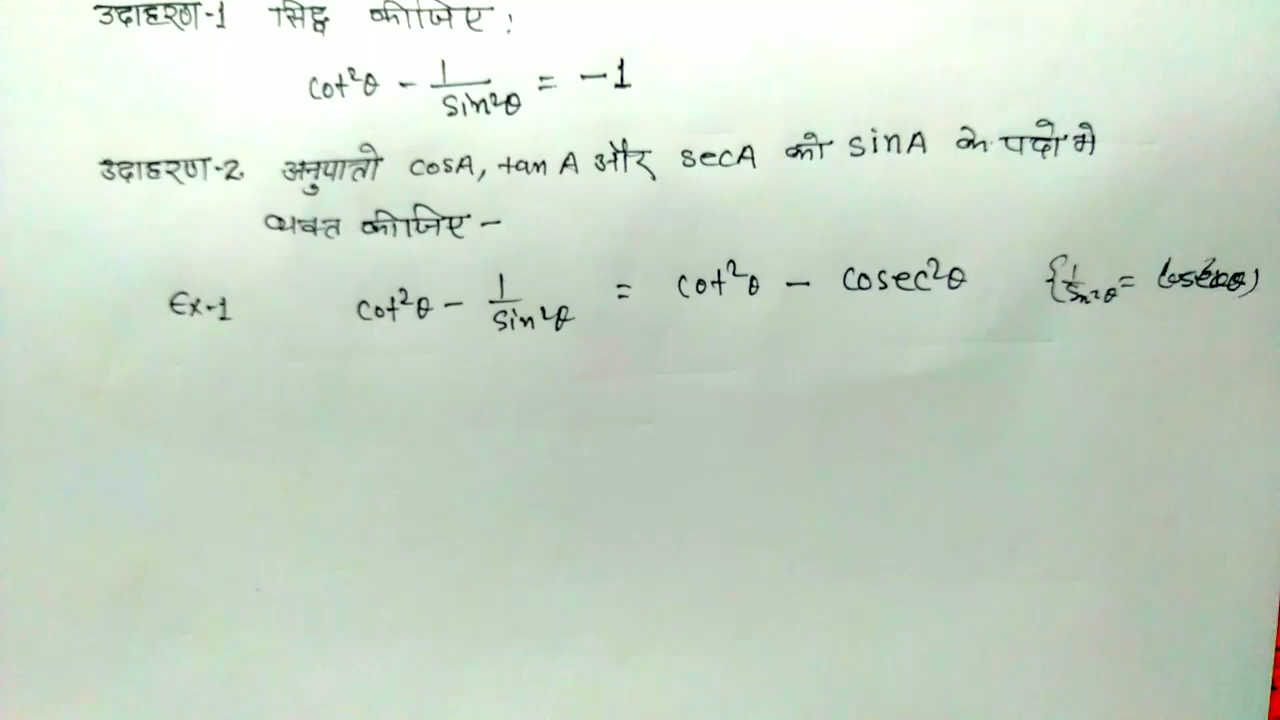 उदाहरण-1 सिद्ध कीजिए :
cot²θ - 1/sin²θ = -1
उदाहरण-2. अनुपातो cosA, tan A और secA को sinA के पदो मे
व्यक्त कीजिए -
Ex-1 cot²θ - 1/sin²θ = cot²θ - cosec²θ {1/sin²θ =